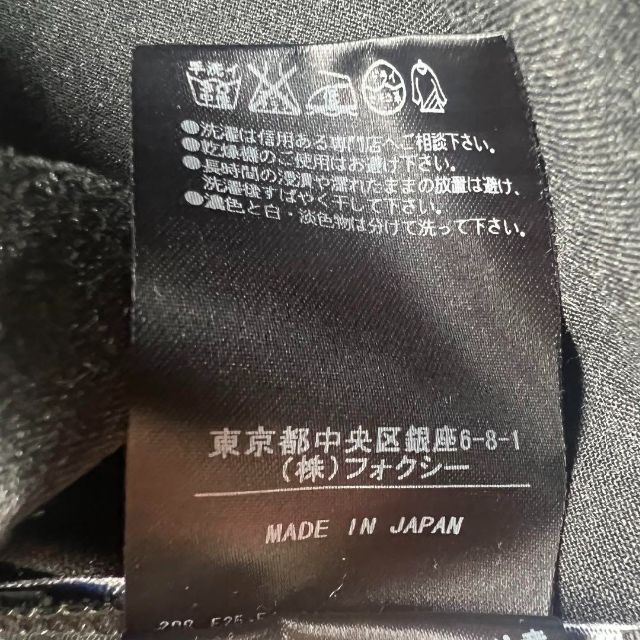 手洗イ
●洗濯は信用ある専門店へご相談下さい。
●乾燥機のご使用はお避け下さい。
●長時間の浸漬や濡れたままの放置は避け、
洗濯後すばやく干して下さい。
●濃色と白・淡色物は分けて洗って下さい。
東京都中央区銀座6-8-1
(株)フォクシー
MADE IN JAPAN